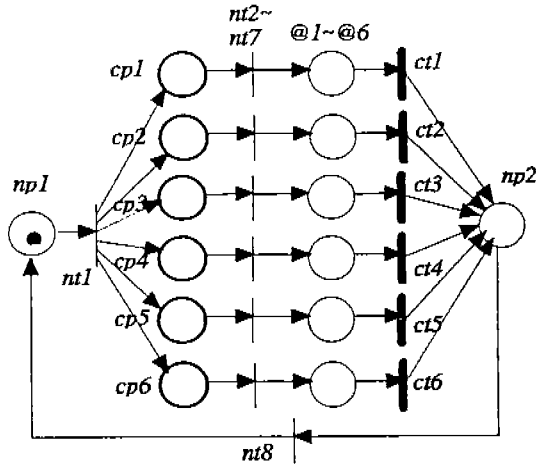 nt2~
nt7
@1~@6
cp1
ct1
cp2
ct2
np1
cp3
ct3
np2
nt1
cp4
ct4
cp5
ct5
cp6
ct6
nt8